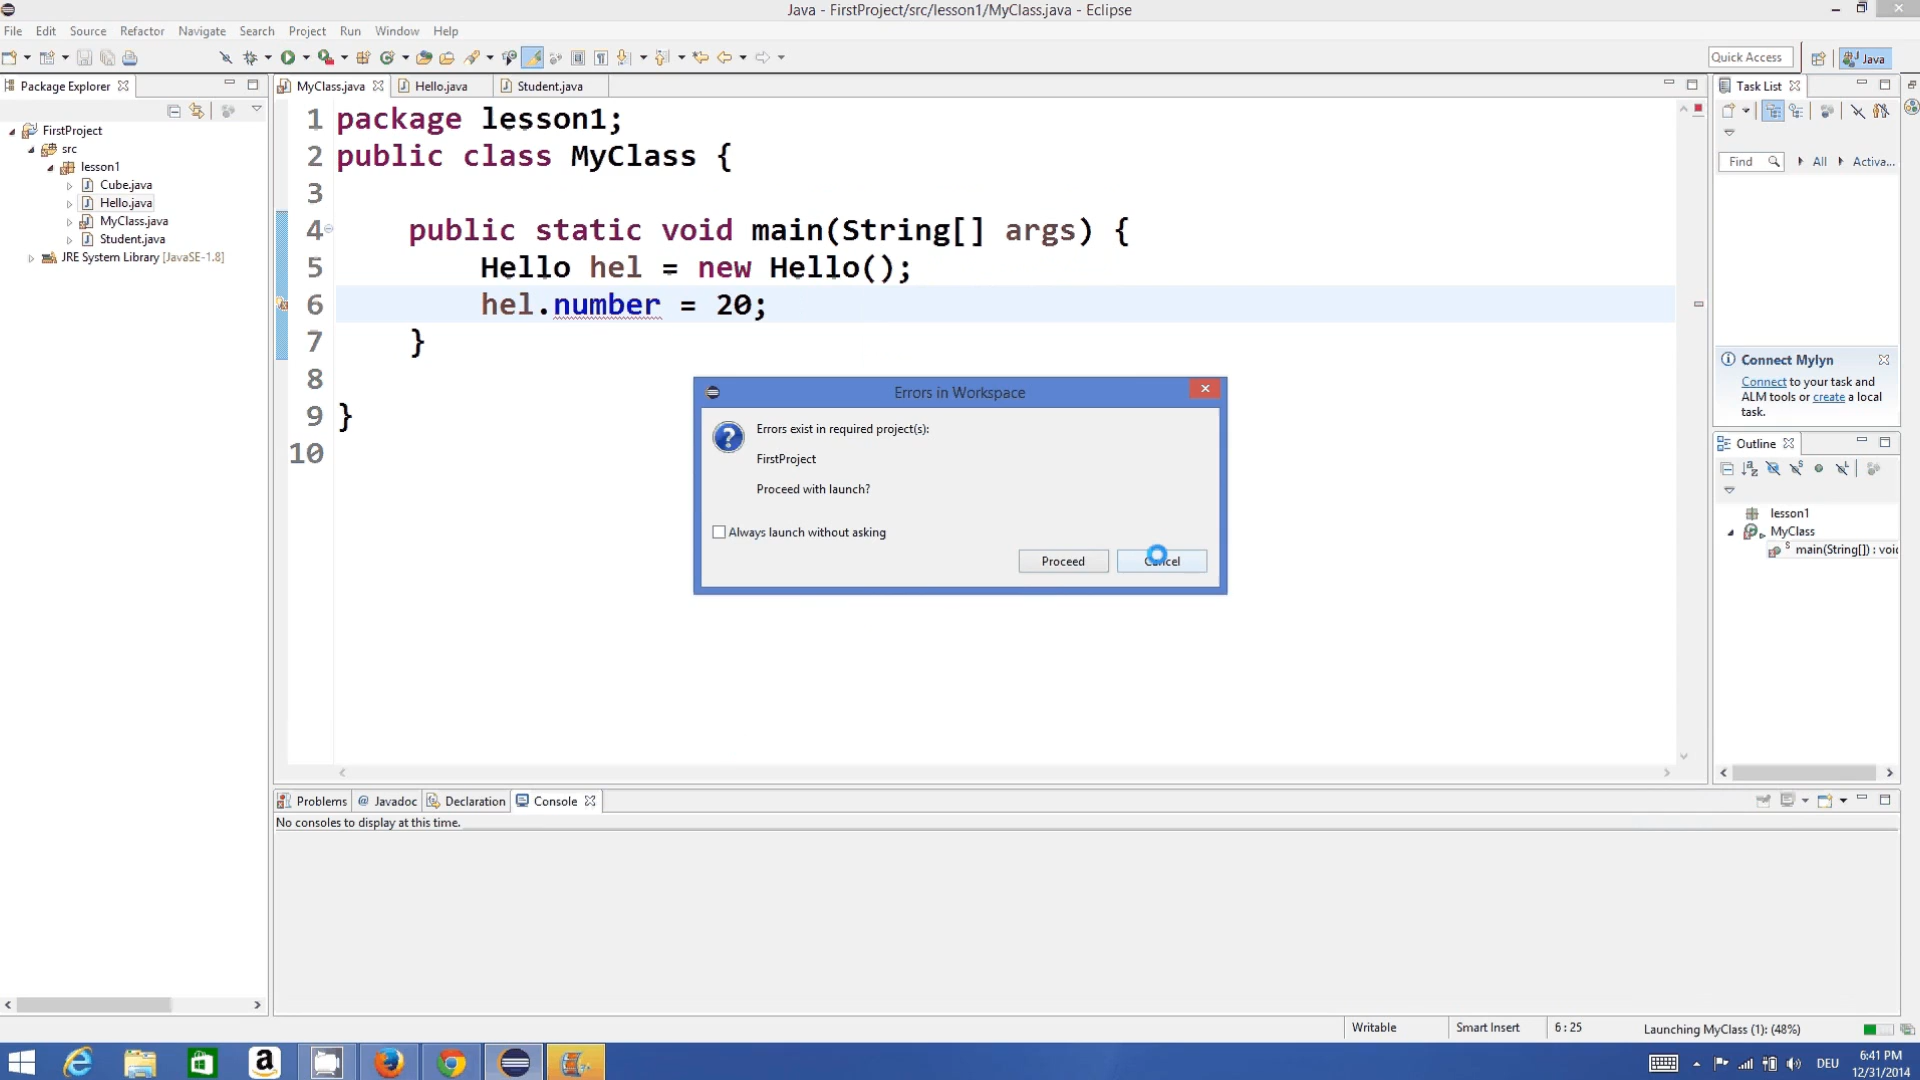 Java - FirstProject/src/lesson1/MyClass.java - Eclipse
File Edit Source Refactor Navigate Search Project Run Window Help
Quick Access
Java
Package Explorer
MyClass.java
Hello.java
Student.java
Task List
FirstProject
src
lesson1
Cube.java
Hello.java
MyClass.java
Student.java
JRE System Library [JavaSE-1.8]
1 package lesson1;
2 public class MyClass {
3
4 public static void main(String[] args) {
5 Hello hel = new Hello();
6 hel.number = 20;
7 }
8
9 }
10
Errors in Workspace
Errors exist in required project(s):
FirstProject
Proceed with launch?
Always launch without asking
Proceed
Cancel
Find
All
Activa...
Connect Mylyn
Connect to your task and
ALM tools or create a local
task.
Outline
lesson1
MyClass
S main(String[]) : voi
Problems
@ Javadoc
Declaration
Console
No consoles to display at this time.
Writable
Smart Insert
6 : 25
Launching MyClass (1): (48%)
DEU
6:41 PM
12/31/2014